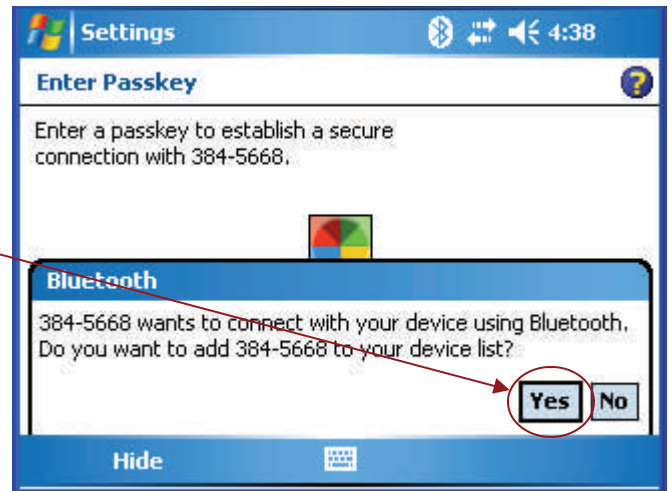 Settings 4:38
Enter Passkey ?
Enter a passkey to establish a secure
connection with 384-5668.
Bluetooth
384-5668 wants to connect with your device using Bluetooth.
Do you want to add 384-5668 to your device list?
Yes No
Hide